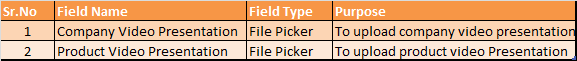 Sr.No Field Name Field Type Purpose
1 Company Video Presentation File Picker To upload company video presentation
2 Product Video Presentation File Picker To upload product video Presentation